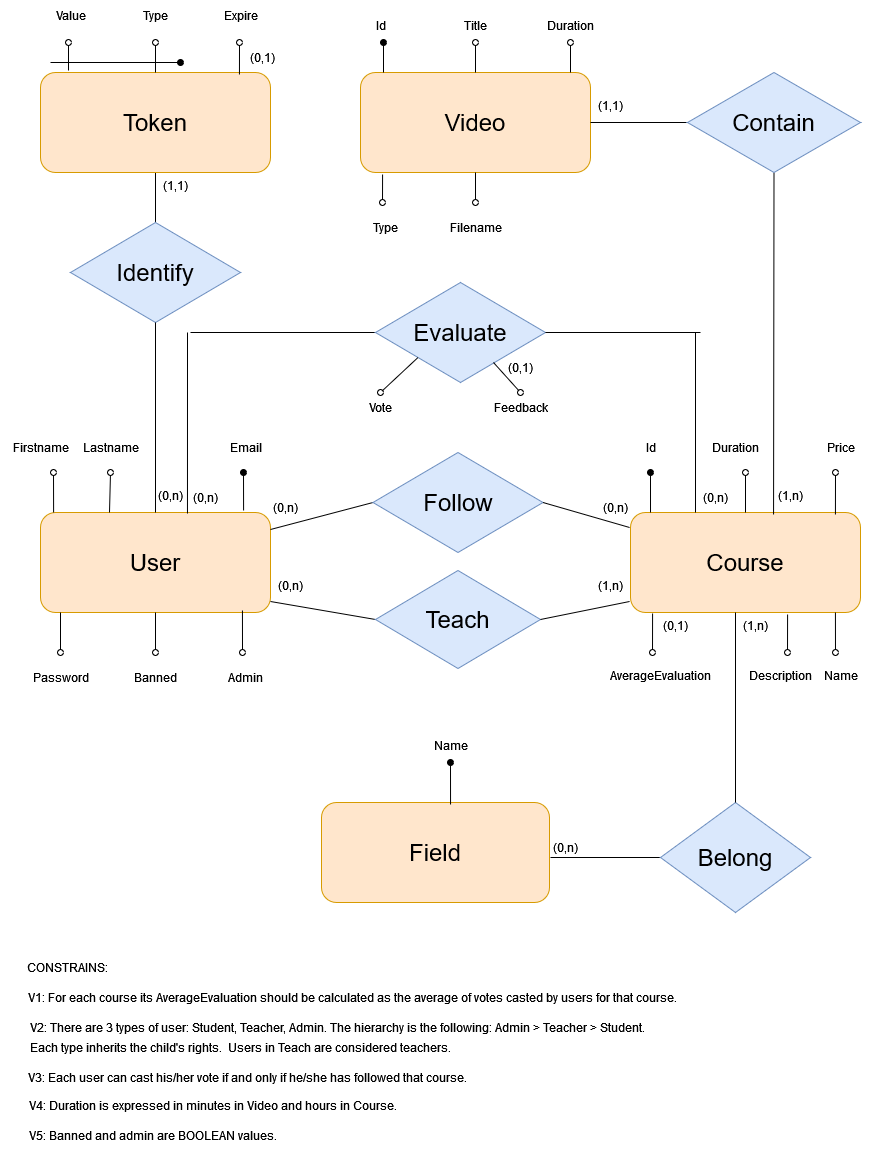 Value Type Expire
(0,1)
Id Title Duration
Token
Video
(1,1)
Contain
(1,1)
Type Filename
Identify
Evaluate
(0,1)
Vote Feedback
Firstname Lastname Email
Id Duration Price
(0,n) (0,n)
(0,n) (1,n)
(0,n) Follow (0,n)
User
Course
(0,n) Teach (1,n)
(0,1) (1,n)
Password Banned Admin
AverageEvaluation Description Name
Name
Field
(0,n)
Belong
CONSTRAINS:
V1: For each course its AverageEvaluation should be calculated as the average of votes casted by users for that course.
V2: There are 3 types of user: Student, Teacher, Admin. The hierarchy is the following: Admin > Teacher > Student.
Each type inherits the child's rights. Users in Teach are considered teachers.
V3: Each user can cast his/her vote if and only if he/she has followed that course.
V4: Duration is expressed in minutes in Video and hours in Course.
V5: Banned and admin are BOOLEAN values.